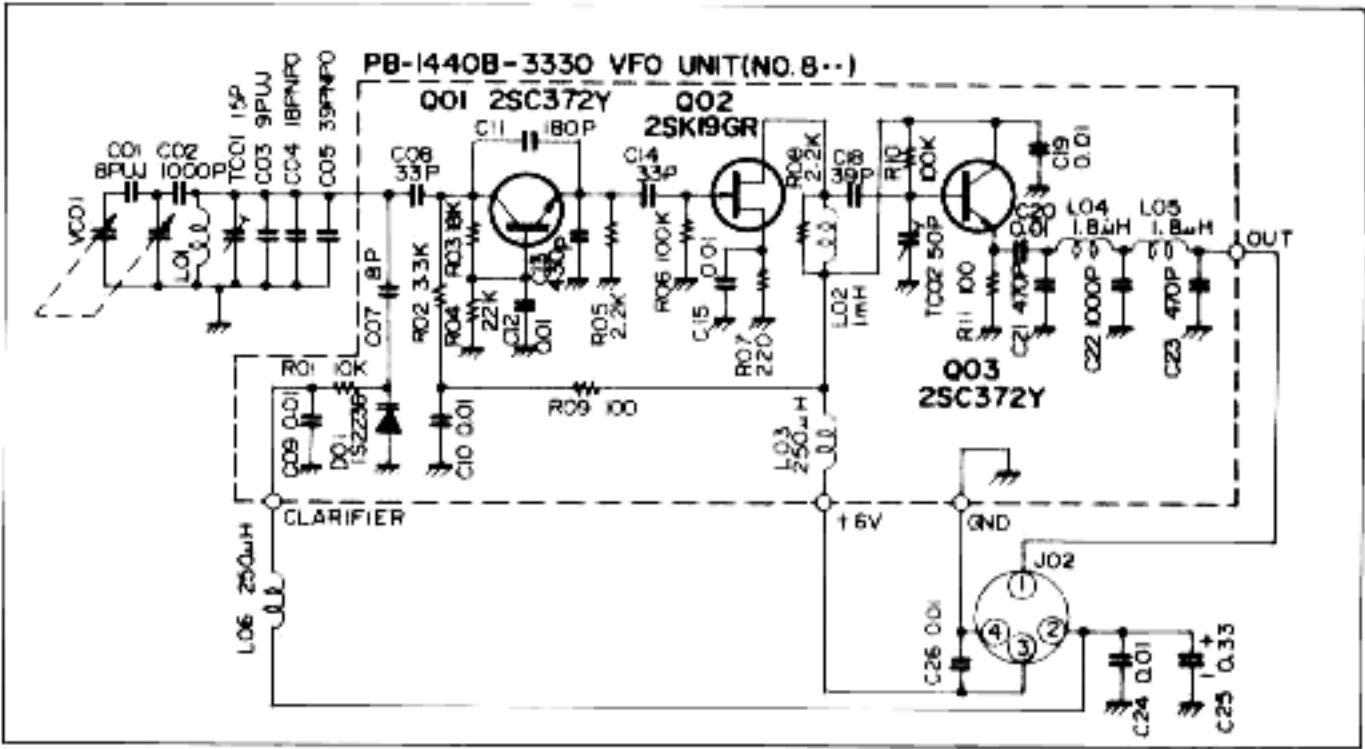 PB-1440B-3330 VFO UNIT(NO.8··)
Q01 2SC372Y
Q02
2SK19GR
C11
180P
VC01
C01
8PUJ
C02
1000P
L01
TC01 15P
C03 9PUJ
C04 18PNPO
C05 39PNPO
C08
33P
C07
8P
R02 3.3K
R03 18K
R04
22K
C12
0.01
C13
430P
R05
2.2K
C14
33P
R06 100K
C15
0.01
R07
220
R08
2.2K
C18
39P
L02
1mH
R10
100K
TC02 50P
C19
0.01
R11 100
0.01
C21 470P
L04
1.8μH
C22 1000P
L05
1.8μH
C23 470P
OUT
Q03
2SC372Y
R01 10K
C09 0.01
D01
1S2236
C10 0.01
R09 100
L03
250μH
CLARIFIER
+6V
GND
L06 250μH
J02
1
4
3
2
C26 0.01
C24 0.01
+
-
C25 0.33